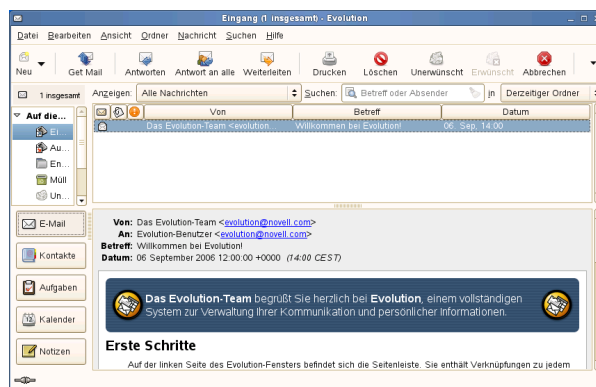 Eingang (1 insgesamt) - Evolution
Datei Bearbeiten Ansicht Ordner Nachricht Suchen Hilfe
Neu Get Mail Antworten Antwort an alle Weiterleiten Drucken Löschen Unerwünscht Erwünscht Abbrechen
1 insgesamt Anzeigen: Alle Nachrichten Suchen: Betreff oder Absender in Derzeitiger Ordner
Auf die...
Ei...
Au...
En...
Müll
Un...
Von Betreff Datum
Das Evolution-Team <evolution... Willkommen bei Evolution! 06. Sep, 14:00
E-Mail
Kontakte
Aufgaben
Kalender
Notizen
Von: Das Evolution-Team <evolution@novell.com>
An: Evolution-Benutzer <evolution@novell.com>
Betreff: Willkommen bei Evolution!
Datum: 06 September 2006 12:00:00 +0000 (14:00 CEST)
Das Evolution-Team begrüßt Sie herzlich bei Evolution, einem vollständigen
System zur Verwaltung Ihrer Kommunikation und persönlicher Informationen.
Erste Schritte
Auf der linken Seite des Evolution-Fensters befindet sich die Seitenleiste. Sie enthält Verknüpfungen zu jedem